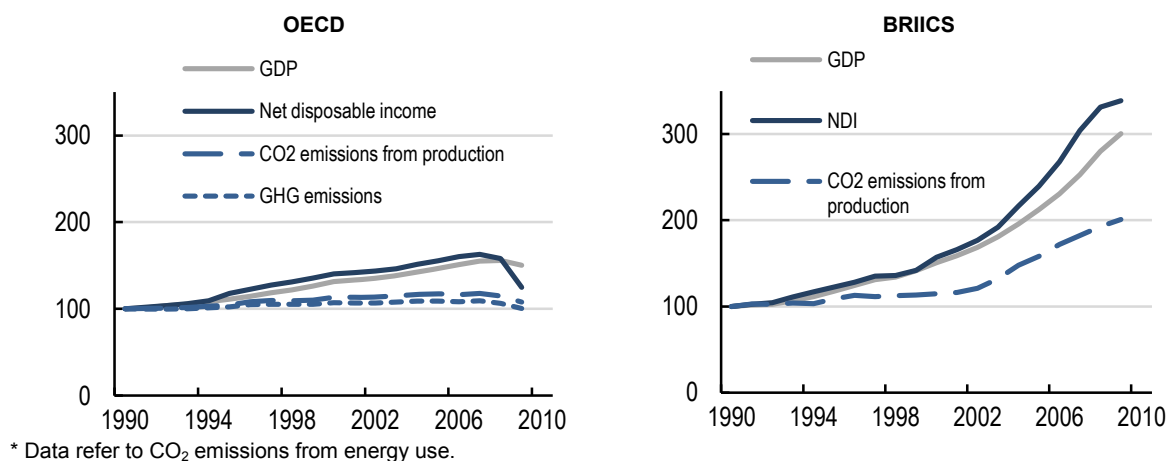 OECD
GDP
Net disposable income
CO2 emissions from production
GHG emissions
300
200
100
0
1990 1994 1998 2002 2006 2010
BRIICS
GDP
NDI
CO2 emissions from
production
300
200
100
0
1990 1994 1998 2002 2006 2010
* Data refer to CO₂ emissions from energy use.